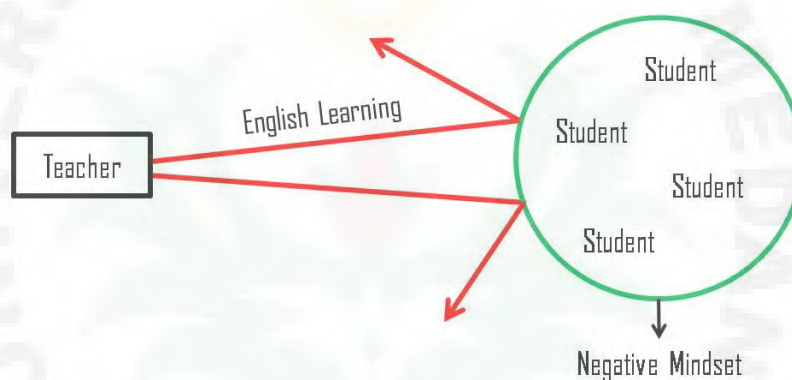 Student
English Learning
Student
Teacher
Student
Student
Negative Mindset